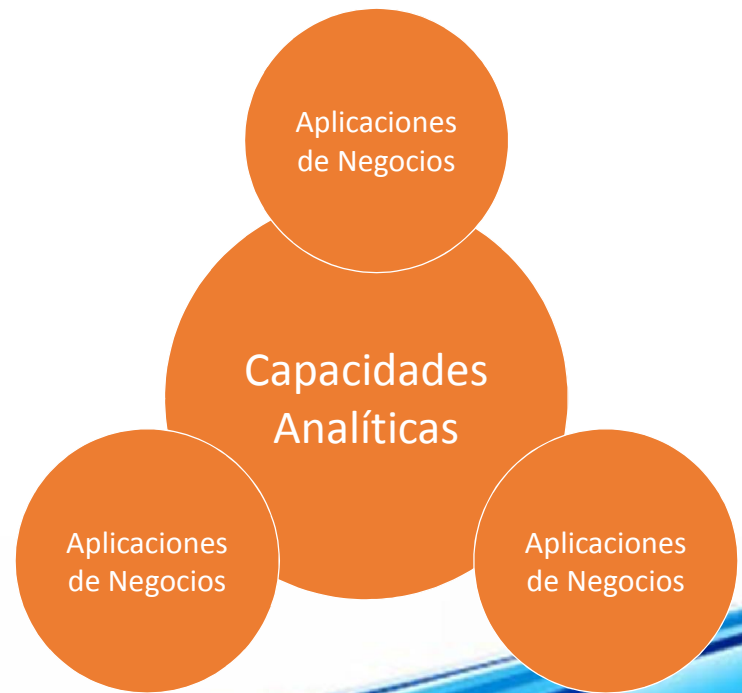 Aplicaciones
de Negocios
Capacidades
Analíticas
Aplicaciones
de Negocios
Aplicaciones
de Negocios